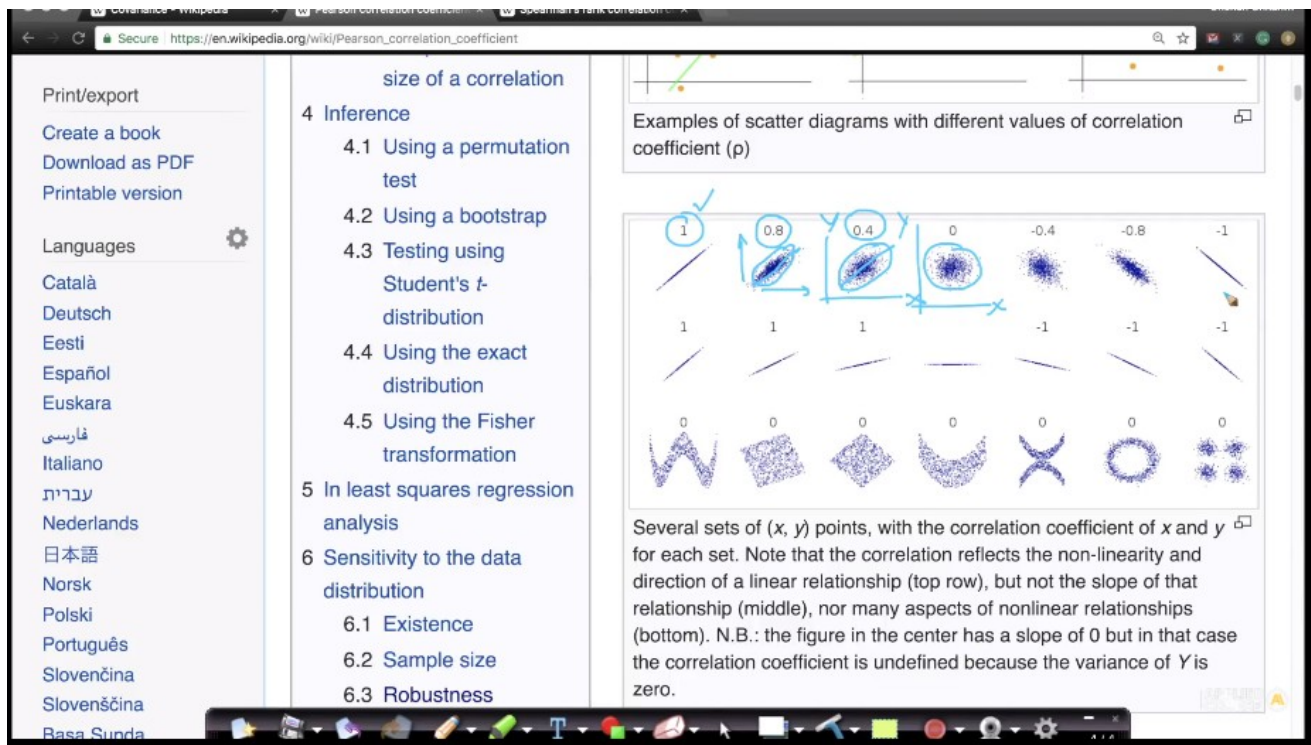 Covariance - Wikipedia
Pearson correlation coefficient
Spearman's rank correlation c
Secure https://en.wikipedia.org/wiki/Pearson_correlation_coefficient
Print/export
Create a book
Download as PDF
Printable version
Languages
Català
Deutsch
Eesti
Español
Euskara
فارسی
Italiano
עברית
Nederlands
日本語
Norsk
Polski
Português
Slovenčina
Slovenščina
Basa Sunda
size of a correlation
4 Inference
4.1 Using a permutation
test
4.2 Using a bootstrap
4.3 Testing using
Student's t-
distribution
4.4 Using the exact
distribution
4.5 Using the Fisher
transformation
5 In least squares regression
analysis
6 Sensitivity to the data
distribution
6.1 Existence
6.2 Sample size
6.3 Robustness
Examples of scatter diagrams with different values of correlation
coefficient (ρ)
1 0.8 y 0.4 y 0 -0.4 -0.8 -1
x x
1 1 1 -1 -1 -1
0 0 0 0 0 0 0
Several sets of (x, y) points, with the correlation coefficient of x and y
for each set. Note that the correlation reflects the non-linearity and
direction of a linear relationship (top row), but not the slope of that
relationship (middle), nor many aspects of nonlinear relationships
(bottom). N.B.: the figure in the center has a slope of 0 but in that case
the correlation coefficient is undefined because the variance of Y is
zero.
T